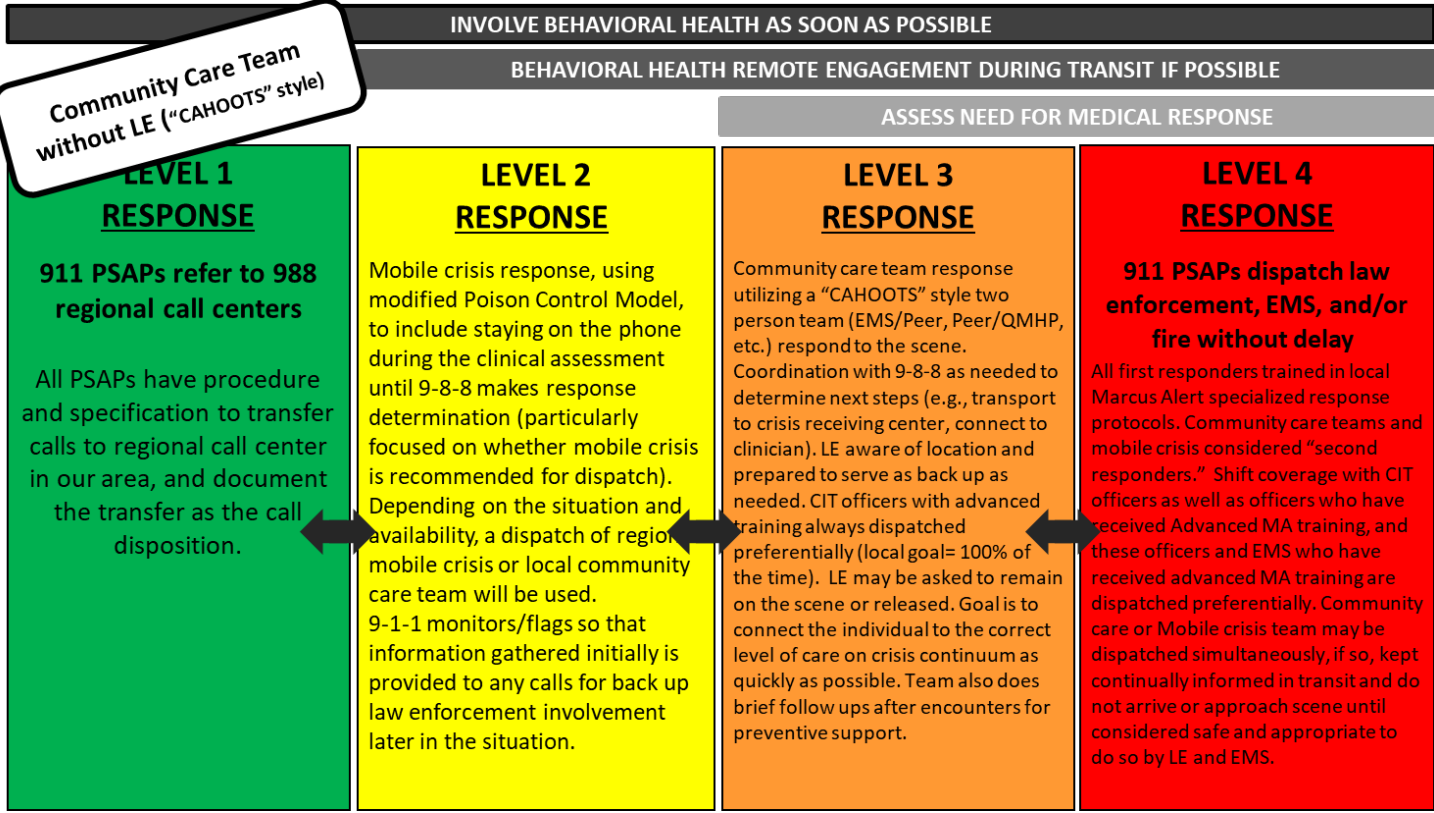 INVOLVE BEHAVIORAL HEALTH AS SOON AS POSSIBLE
BEHAVIORAL HEALTH REMOTE ENGAGEMENT DURING TRANSIT IF POSSIBLE
ASSESS NEED FOR MEDICAL RESPONSE
Community Care Team
without LE ("CAHOOTS" style)
LEVEL 1
RESPONSE
911 PSAPs refer to 988
regional call centers
All PSAPs have procedure
and specification to transfer
calls to regional call center
in our area, and document
the transfer as the call
disposition.
LEVEL 2
RESPONSE
Mobile crisis response, using
modified Poison Control Model,
to include staying on the phone
during the clinical assessment
until 9-8-8 makes response
determination (particularly
focused on whether mobile crisis
is recommended for dispatch).
Depending on the situation and
availability, a dispatch of regional
mobile crisis or local community
care team will be used.
9-1-1 monitors/flags so that
information gathered initially is
provided to any calls for back up
law enforcement involvement
later in the situation.
LEVEL 3
RESPONSE
Community care team response
utilizing a "CAHOOTS" style two
person team (EMS/Peer, Peer/QMHP,
etc.) respond to the scene.
Coordination with 9-8-8 as needed to
determine next steps (e.g., transport
to crisis receiving center, connect to
clinician). LE aware of location and
prepared to serve as back up as
needed. CIT officers with advanced
training always dispatched
preferentially (local goal= 100% of
the time). LE may be asked to remain
on the scene or released. Goal is to
connect the individual to the correct
level of care on crisis continuum as
quickly as possible. Team also does
brief follow ups after encounters for
preventive support.
LEVEL 4
RESPONSE
911 PSAPs dispatch law
enforcement, EMS, and/or
fire without delay
All first responders trained in local
Marcus Alert specialized response
protocols. Community care teams and
mobile crisis considered "second
responders." Shift coverage with CIT
officers as well as officers who have
received Advanced MA training, and
these officers and EMS who have
received advanced MA training are
dispatched preferentially. Community
care or Mobile crisis team may be
dispatched simultaneously, if so, kept
continually informed in transit and do
not arrive or approach scene until
considered safe and appropriate to
do so by LE and EMS.